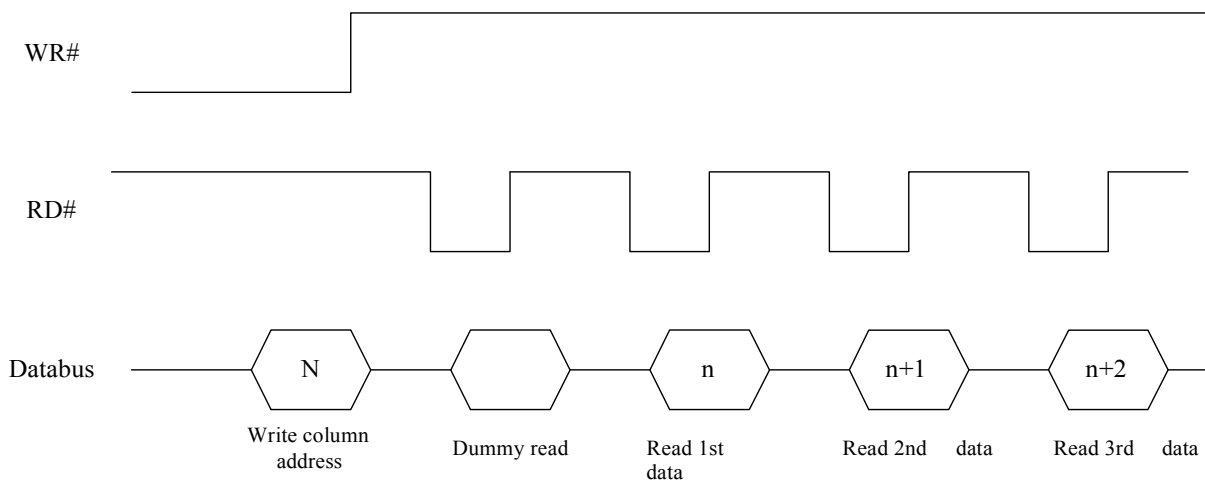 WR#
RD#
Databus
N
n
n+1
n+2
Write column
address
Dummy read
Read 1st
data
Read 2nd data
Read 3rd data